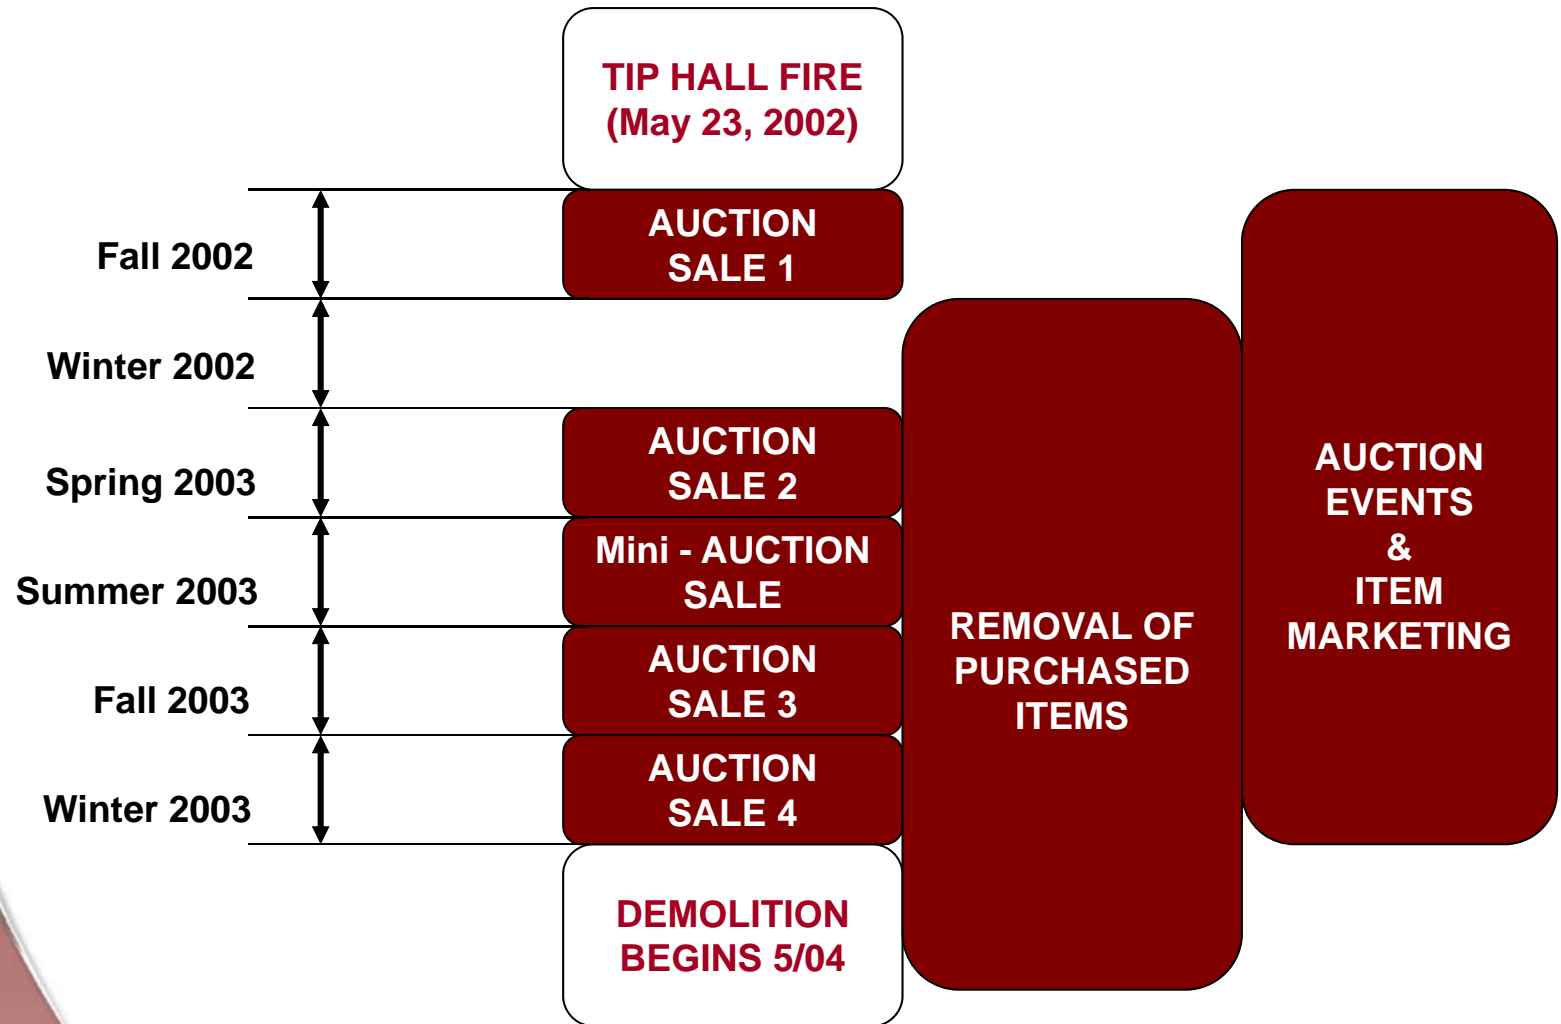 TIP HALL FIRE
(May 23, 2002)
Fall 2002
AUCTION
SALE 1
Winter 2002
Spring 2003
AUCTION
SALE 2
Summer 2003
Mini - AUCTION
SALE
Fall 2003
AUCTION
SALE 3
Winter 2003
AUCTION
SALE 4
DEMOLITION
BEGINS 5/04
REMOVAL OF
PURCHASED
ITEMS
AUCTION
EVENTS
&
ITEM
MARKETING